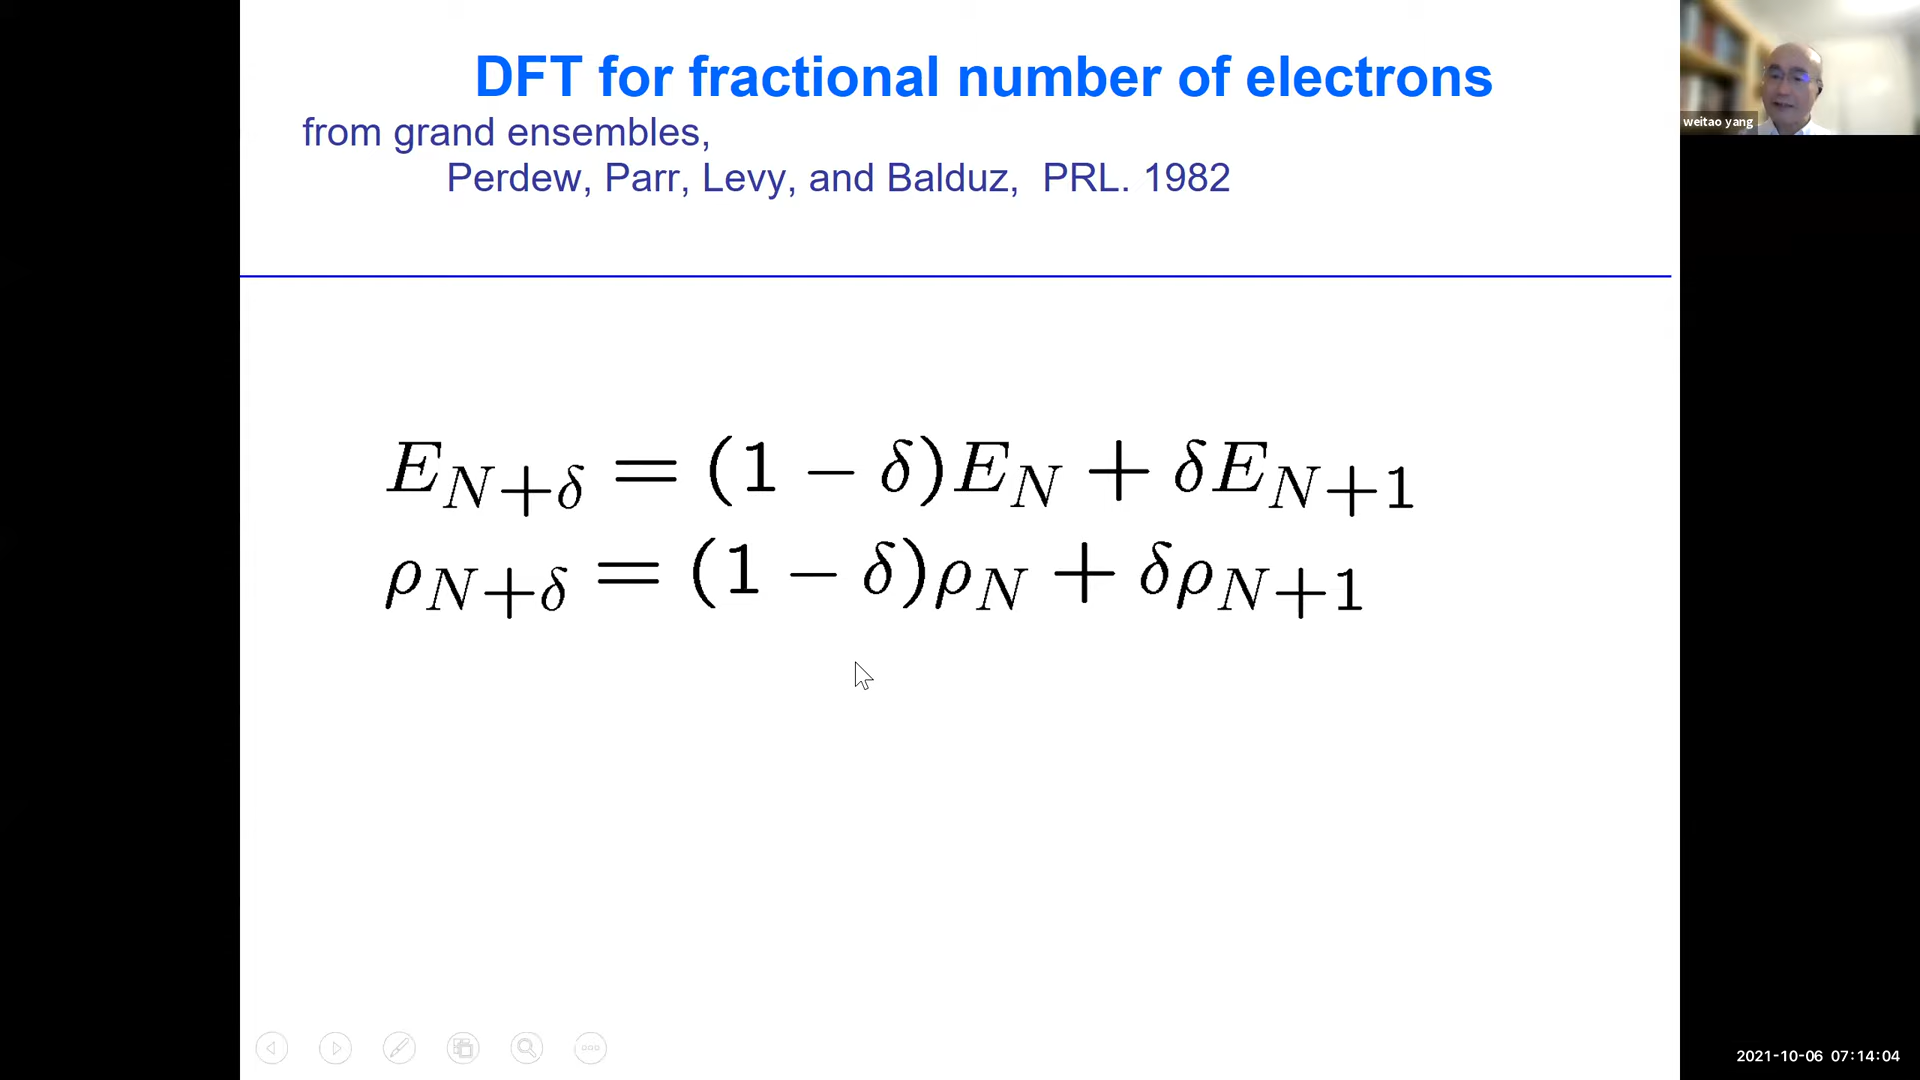 DFT for fractional number of electrons
from grand ensembles,
Perdew, Parr, Levy, and Balduz, PRL. 1982
weitao yang
E_{N+δ} = (1 − δ)E_N + δE_{N+1}
ρ_{N+δ} = (1 − δ)ρ_N + δρ_{N+1}
2021-10-06 07:14:04